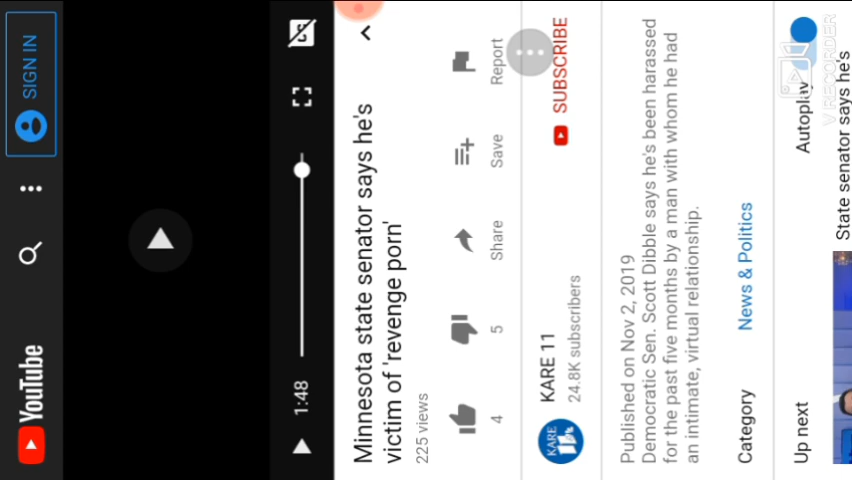 YouTube
SIGN IN
1:48
Minnesota state senator says he's
victim of 'revenge porn'
225 views
4
5
Share
Save
Report
KARE
KARE 11
24.8K subscribers
SUBSCRIBE
Published on Nov 2, 2019
Democratic Sen. Scott Dibble says he's been harassed
for the past five months by a man with whom he had
an intimate, virtual relationship.
Category
News & Politics
Up next
Autoplay
V RECORDER
State senator says he's